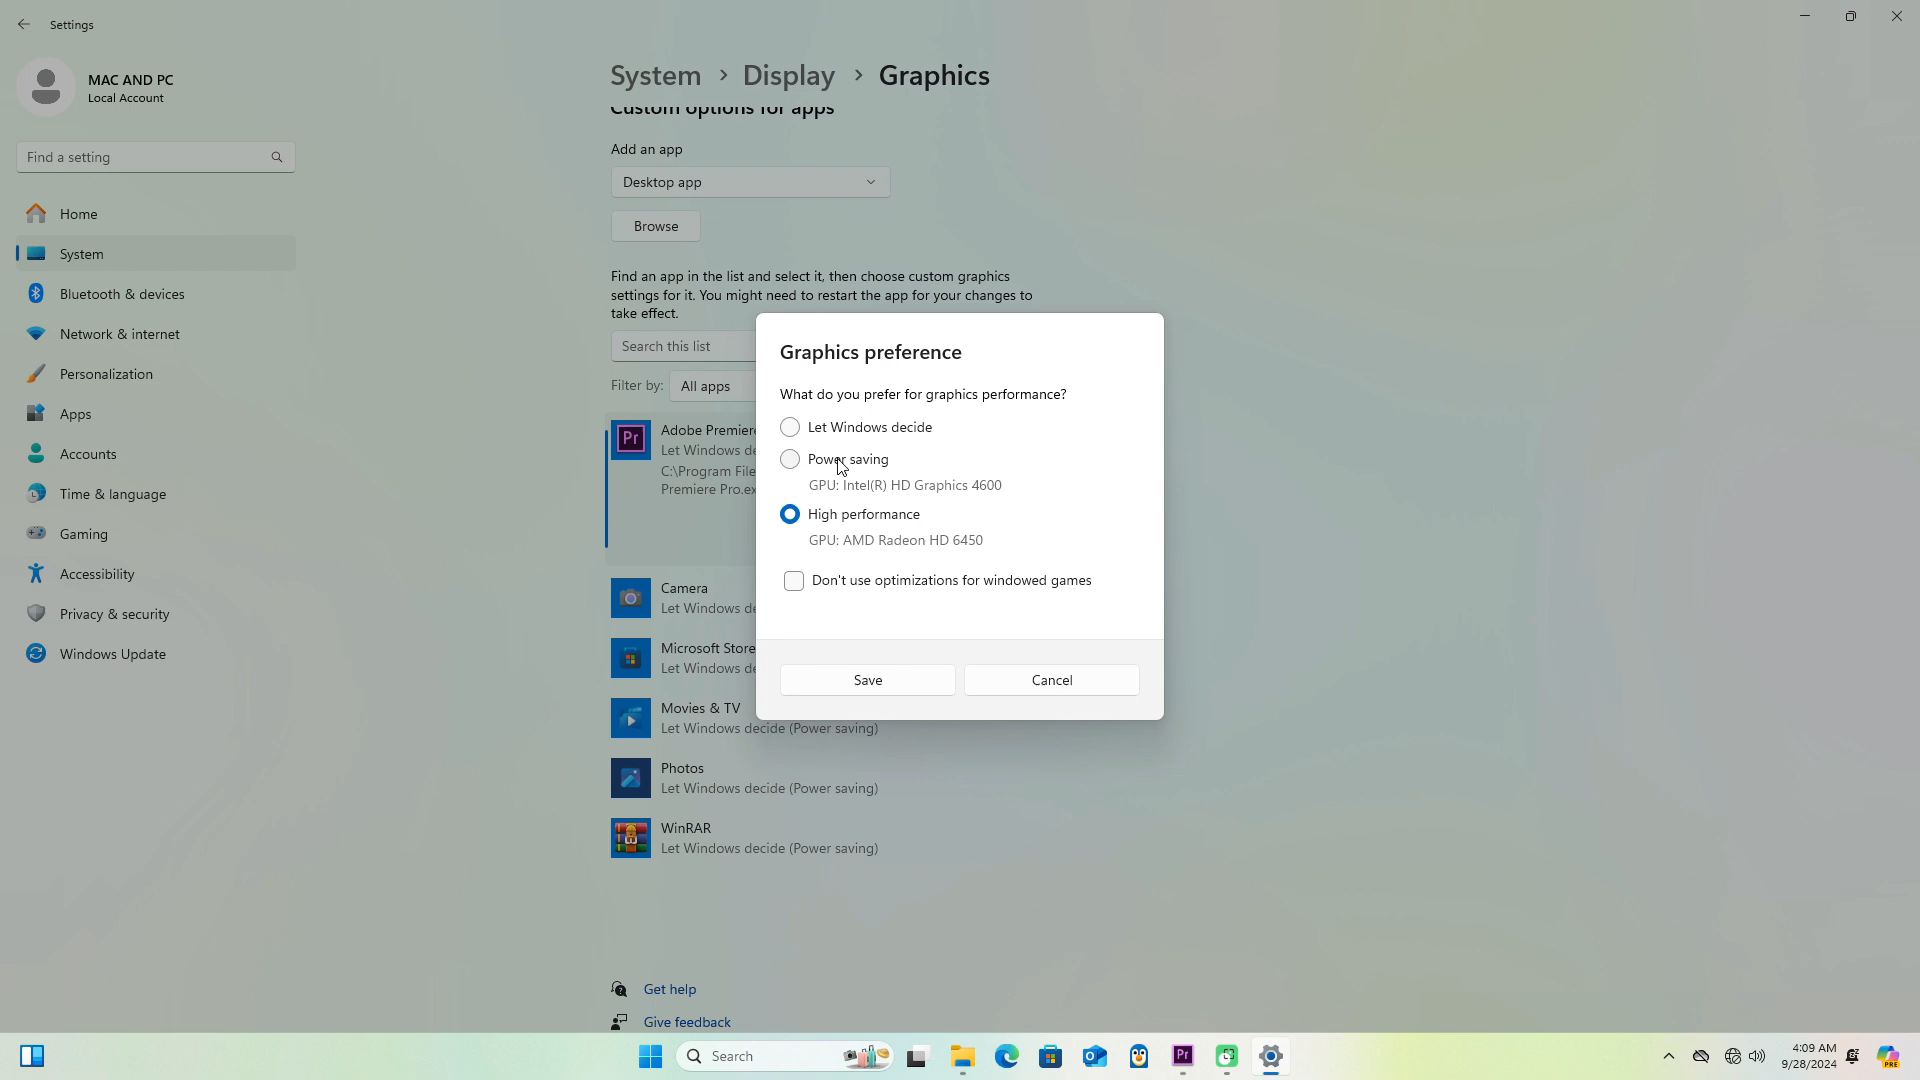 Settings
MAC AND PC
Local Account
Find a setting
Home
System
Bluetooth & devices
Network & internet
Personalization
Apps
Accounts
Time & language
Gaming
Accessibility
Privacy & security
Windows Update
System > Display > Graphics
Custom options for apps
Add an app
Desktop app
Browse
Find an app in the list and select it, then choose custom graphics
settings for it. You might need to restart the app for your changes to
take effect.
Search this list
Filter by: All apps
Pr
Adobe Premiere
Let Windows de
C:\Program File
Premiere Pro.ex
Camera
Let Windows de
Microsoft Store
Let Windows de
Movies & TV
Let Windows decide (Power saving)
Photos
Let Windows decide (Power saving)
WinRAR
Let Windows decide (Power saving)
Get help
Give feedback
Graphics preference
What do you prefer for graphics performance?
Let Windows decide
Power saving
GPU: Intel(R) HD Graphics 4600
High performance
GPU: AMD Radeon HD 6450
Don't use optimizations for windowed games
Save
Cancel
Search
Pr
4:09 AM
9/28/2024
PRE